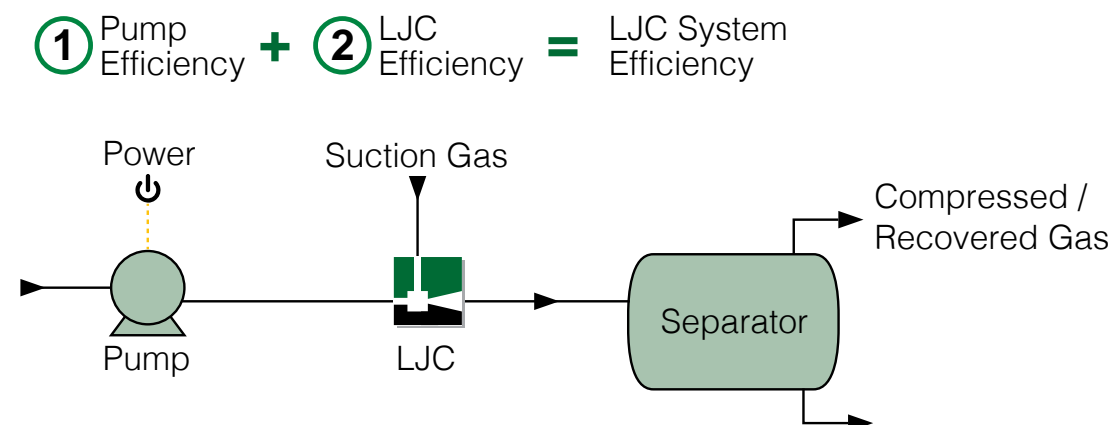 1 Pump Efficiency + 2 LJC Efficiency = LJC System Efficiency
Power
Suction Gas
Compressed /
Recovered Gas
Pump
LJC
Separator